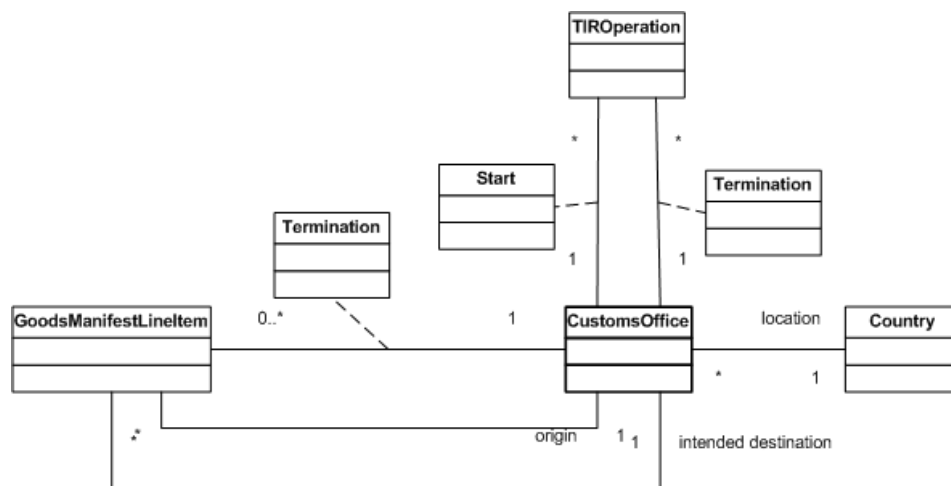 TIROperation
* *
Start
Termination
Termination
1 1
0..* 1
GoodsManifestLineItem
CustomsOffice
location
Country
* 1
** origin 1 1 intended destination